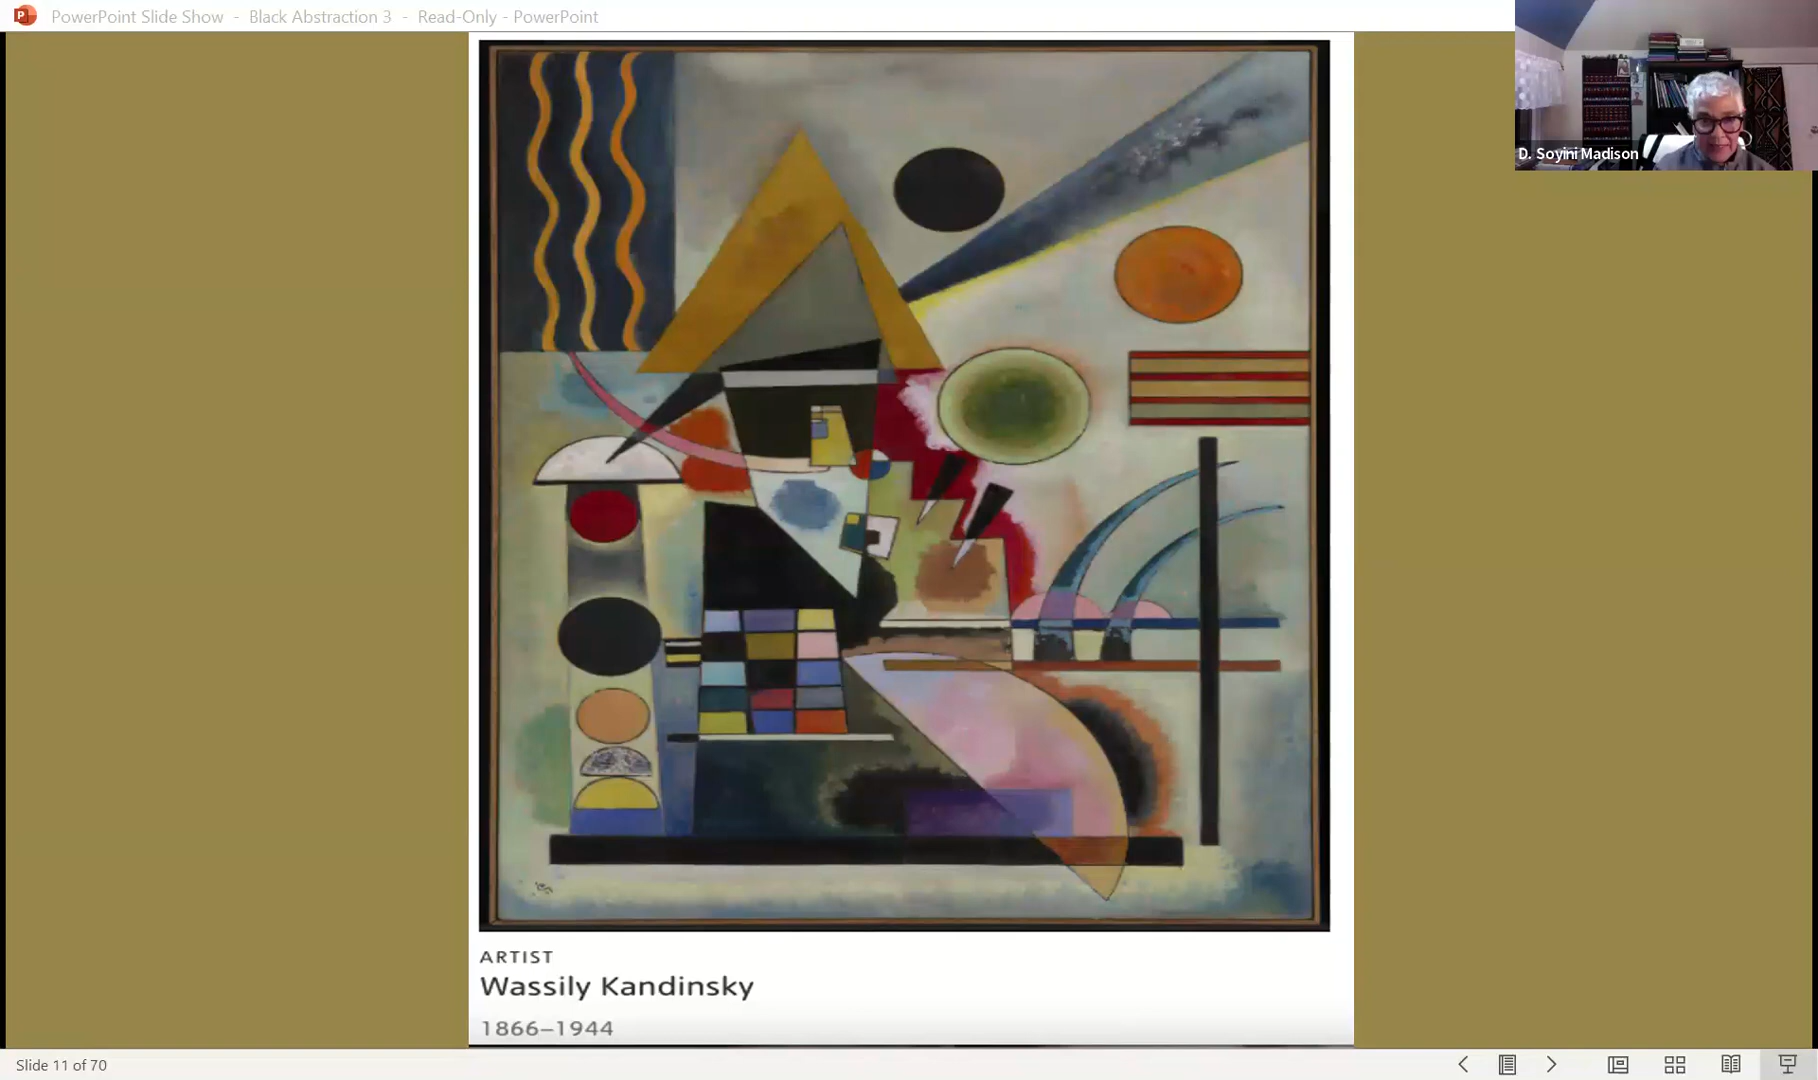 PowerPoint Slide Show - Black Abstraction 3 - Read-Only - PowerPoint
D. Soyini Madison
ARTIST
Wassily Kandinsky
1866–1944
Slide 11 of 70